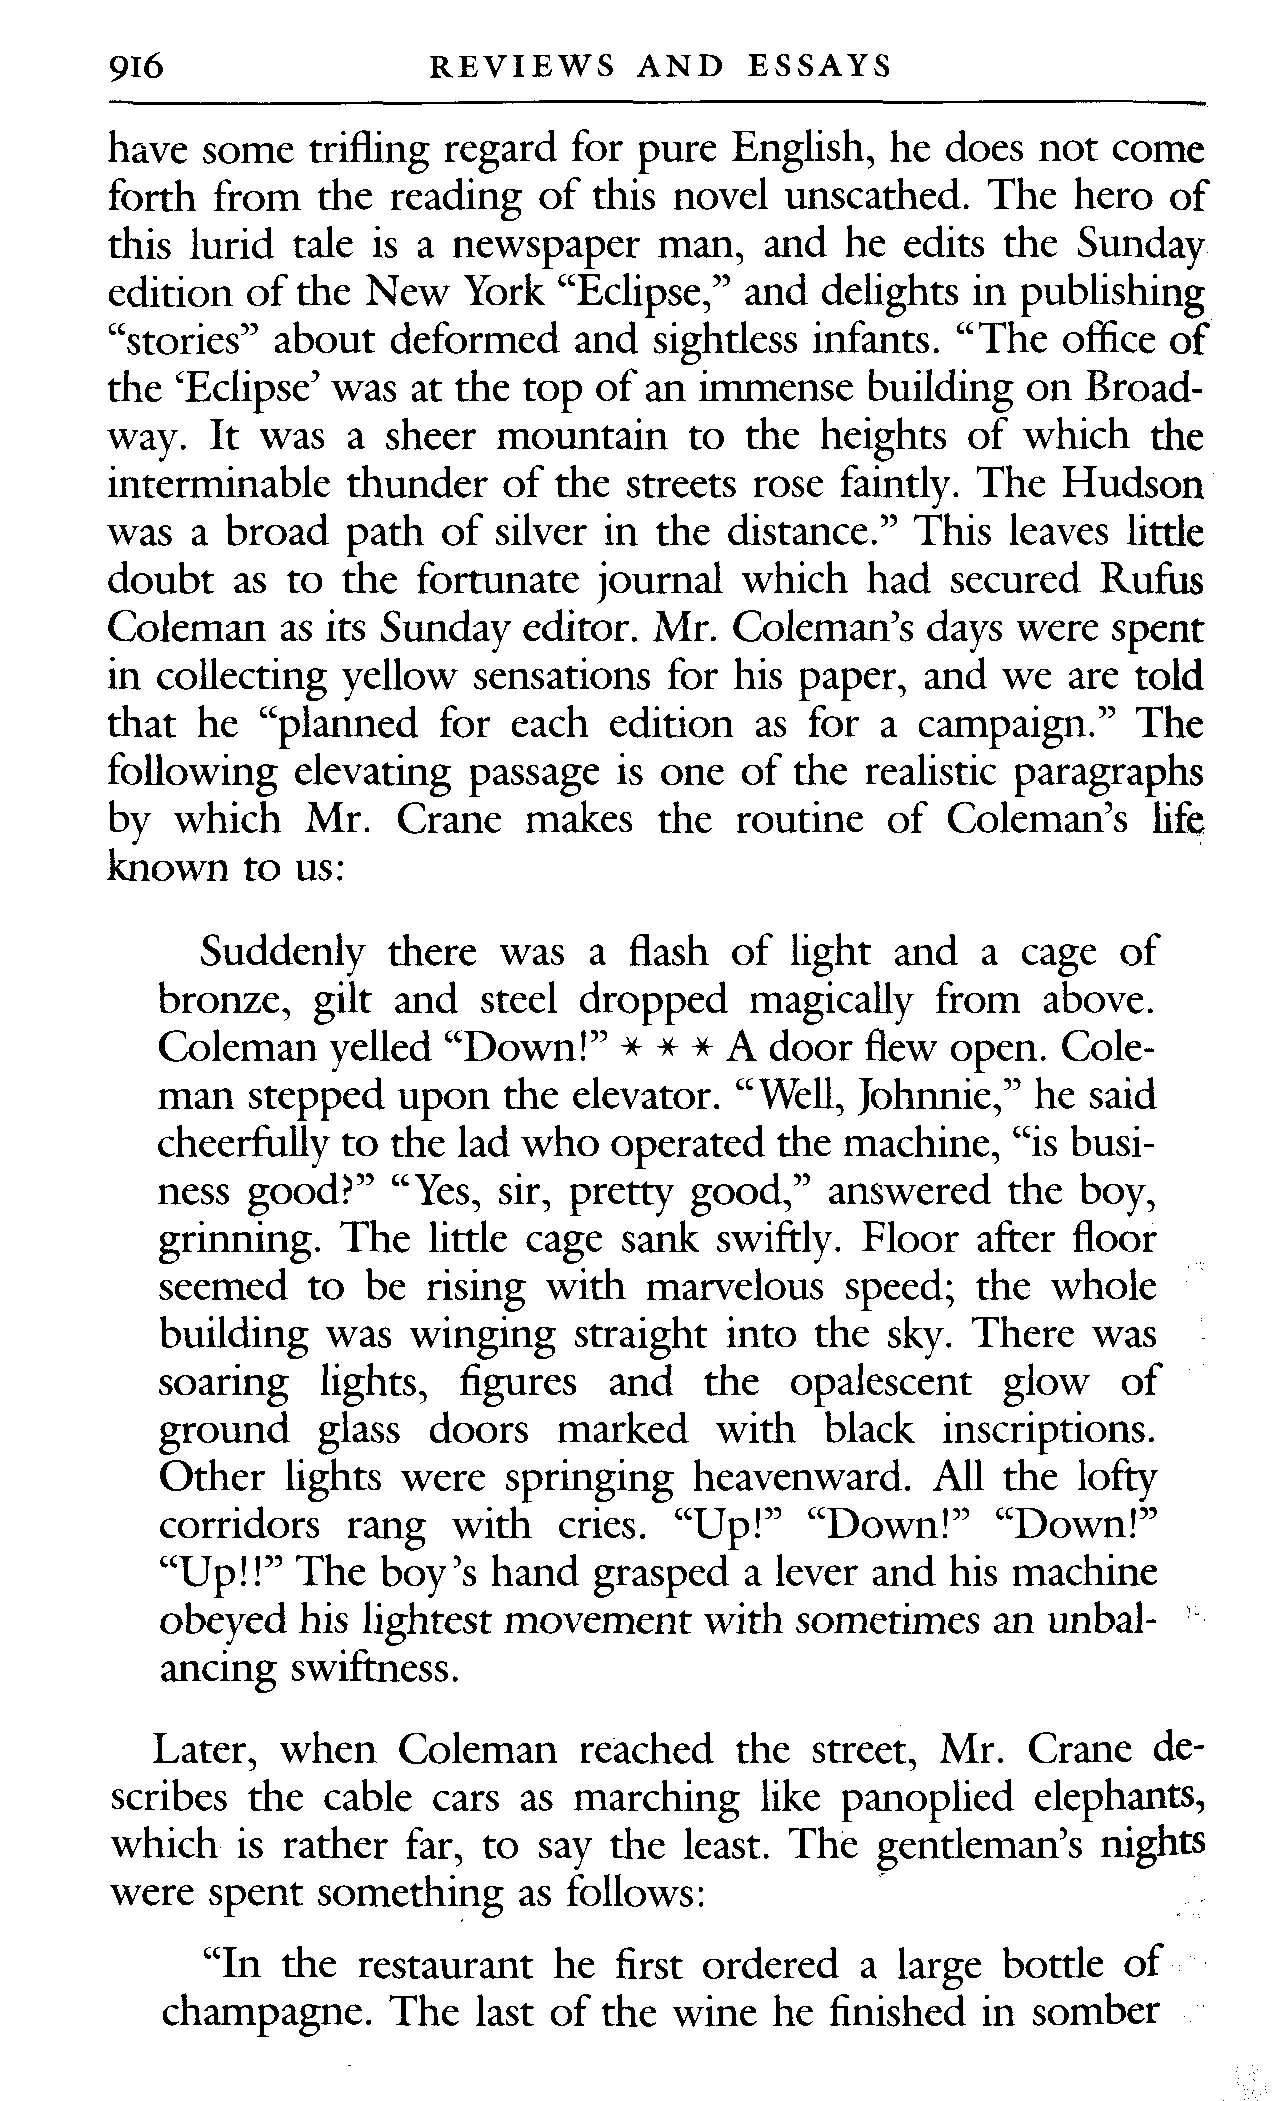 916 REVIEWS AND ESSAYS
have some trifling regard for pure English, he does not come
forth from the reading of this novel unscathed. The hero of
this lurid tale is a newspaper man, and he edits the Sunday
edition of the New York “Eclipse,” and delights in publishing
“stories” about deformed and sightless infants. “The office of
the ‘Eclipse’ was at the top of an immense building on Broad-
way. It was a sheer mountain to the heights of which the
interminable thunder of the streets rose faintly. The Hudson
was a broad path of silver in the distance.” This leaves little
doubt as to the fortunate journal which had secured Rufus
Coleman as its Sunday editor. Mr. Coleman’s days were spent
in collecting yellow sensations for his paper, and we are told
that he “planned for each edition as for a campaign.” The
following elevating passage is one of the realistic paragraphs
by which Mr. Crane makes the routine of Coleman’s life
known to us:
Suddenly there was a flash of light and a cage of
bronze, gilt and steel dropped magically from above.
Coleman yelled “Down!” * * * A door flew open. Cole-
man stepped upon the elevator. “Well, Johnnie,” he said
cheerfully to the lad who operated the machine, “is busi-
ness good?” “Yes, sir, pretty good,” answered the boy,
grinning. The little cage sank swiftly. Floor after floor
seemed to be rising with marvelous speed; the whole
building was winging straight into the sky. There was
soaring lights, figures and the opalescent glow of
ground glass doors marked with black inscriptions.
Other lights were springing heavenward. All the lofty
corridors rang with cries. “Up!” “Down!” “Down!”
“Up!!” The boy’s hand grasped a lever and his machine
obeyed his lightest movement with sometimes an unbal-
ancing swiftness.
Later, when Coleman reached the street, Mr. Crane de-
scribes the cable cars as marching like panoplied elephants,
which is rather far, to say the least. The gentleman’s nights
were spent something as follows:
“In the restaurant he first ordered a large bottle of
champagne. The last of the wine he finished in somber